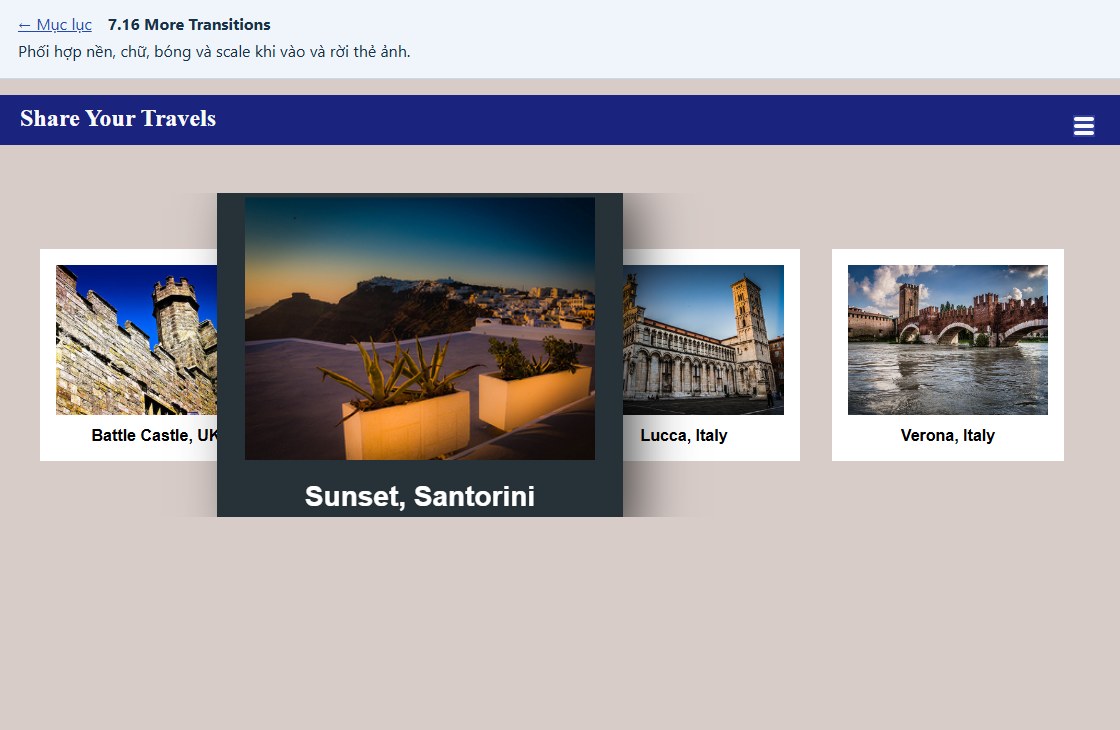 ← Mục lục 7.16 More Transitions
Phối hợp nền, chữ, bóng và scale khi vào và rời thẻ ảnh.
Share Your Travels
Battle Castle, UK
Sunset, Santorini
Lucca, Italy
Verona, Italy